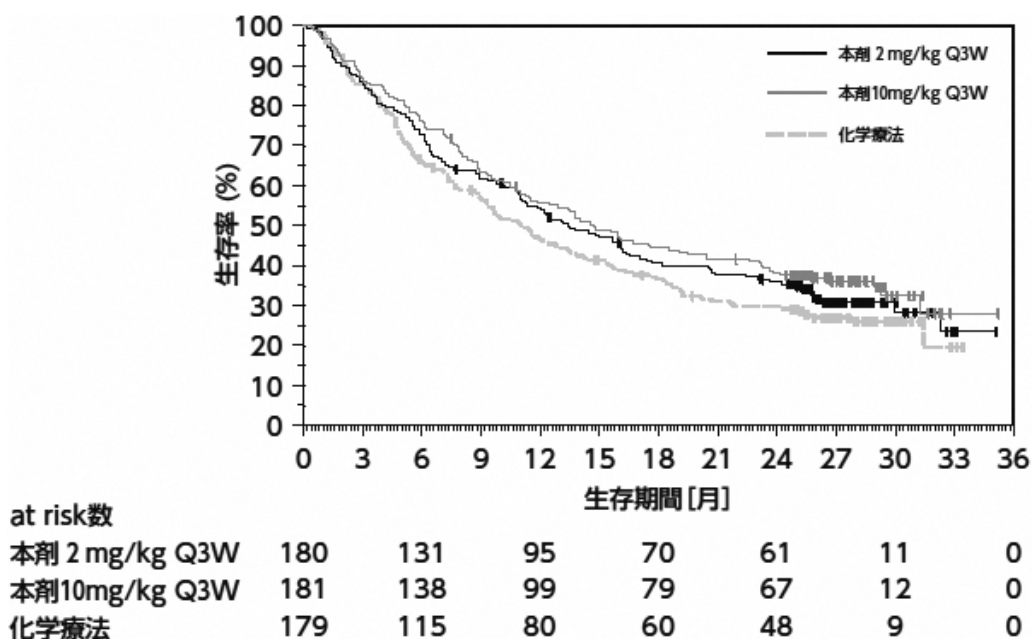 100
90
80
70
60
50
40
30
20
10
0
生存率 (%)
本剤 2 mg/kg Q3W
本剤10mg/kg Q3W
化学療法
0 3 6 9 12 15 18 21 24 27 30 33 36
生存期間 [月]
at risk数
本剤 2 mg/kg Q3W 180 131 95 70 61 11 0
本剤10mg/kg Q3W 181 138 99 79 67 12 0
化学療法 179 115 80 60 48 9 0